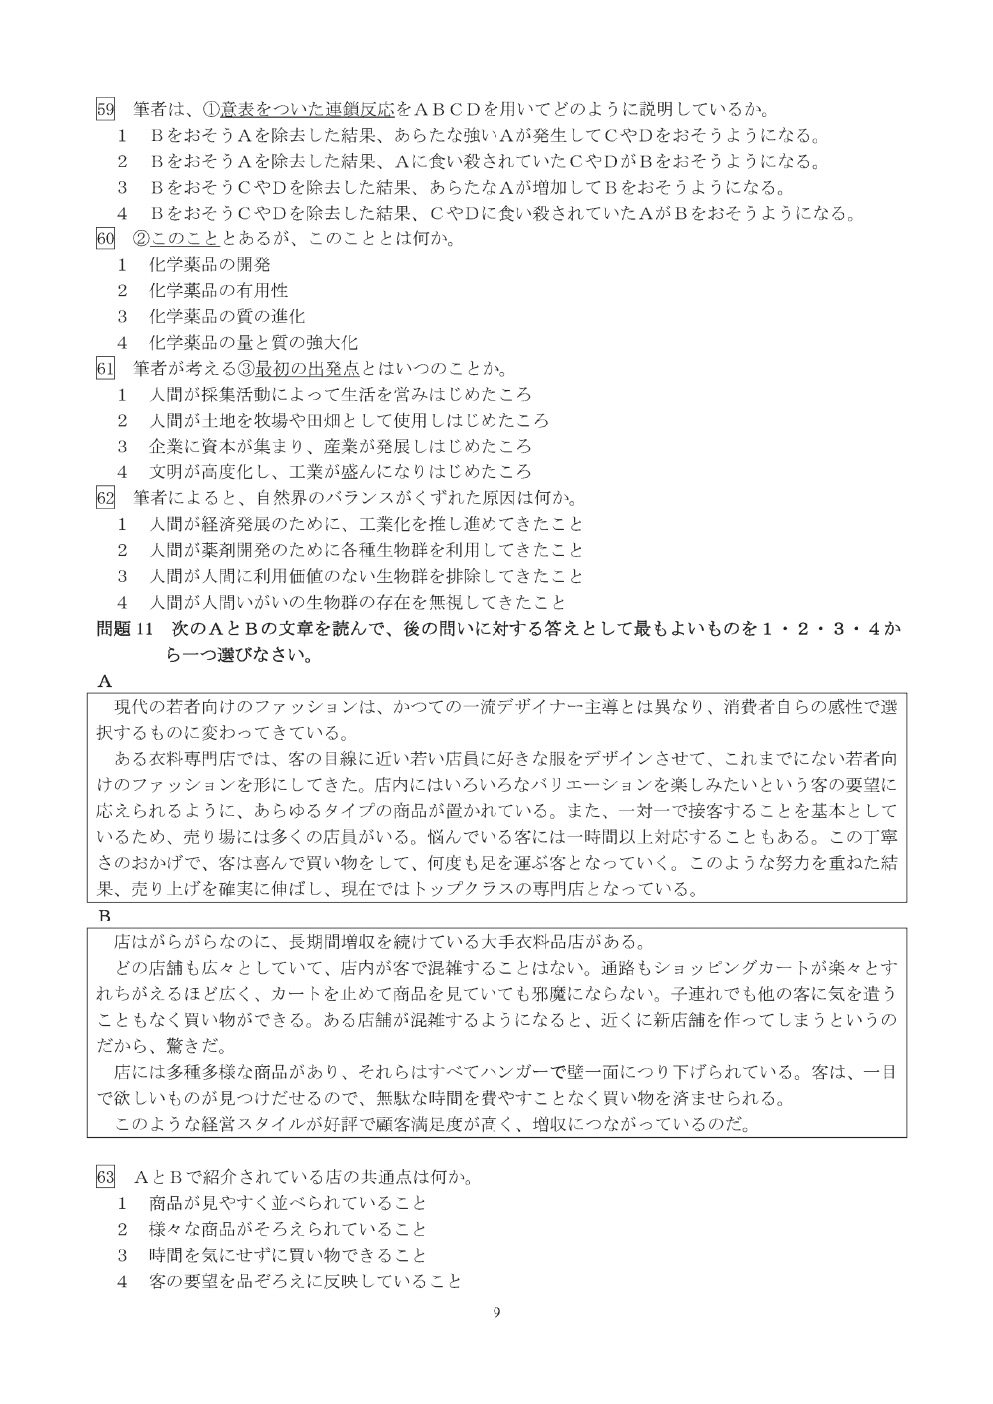 59　筆者は、①意表をついた連鎖反応をＡＢＣＤを用いてどのように説明しているか。
1　ＢをおそうＡを除去した結果、あらたな強いＡが発生してＣやＤをおそうようになる。
2　ＢをおそうＡを除去した結果、Ａに食い殺されていたＣやＤがＢをおそうようになる。
3　ＢをおそうＣやＤを除去した結果、あらたなＡが増加してＢをおそうようになる。
4　ＢをおそうＣやＤを除去した結果、ＣやＤに食い殺されていたＡがＢをおそうようになる。
60　②このこととあるが、このこととは何か。
1　化学薬品の開発
2　化学薬品の有用性
3　化学薬品の質の進化
4　化学薬品の量と質の強大化
61　筆者が考える③最初の出発点とはいつのことか。
1　人間が採集活動によって生活を営みはじめたころ
2　人間が土地を牧場や田畑として使用しはじめたころ
3　企業に資本が集まり、産業が発展しはじめたころ
4　文明が高度化し、工業が盛んになりはじめたころ
62　筆者によると、自然界のバランスがくずれた原因は何か。
1　人間が経済発展のために、工業化を推し進めてきたこと
2　人間が薬剤開発のために各種生物群を利用してきたこと
3　人間が人間に利用価値のない生物群を排除してきたこと
4　人間が人間いがいの生物群の存在を無視してきたこと
問題 11　次のＡとＢの文章を読んで、後の問いに対する答えとして最もよいものを１・２・３・４か
ら一つ選びなさい。
A
現代の若者向けのファッションは、かつての一流デザイナー主導とは異なり、消費者自らの感性で選
択するものに変わってきている。
ある衣料専門店では、客の目線に近い若い店員に好きな服をデザインさせて、これまでにない若者向
けのファッションを形にしてきた。店内にはいろいろなバリエーションを楽しみたいという客の要望に
応えられるように、あらゆるタイプの商品が置かれている。また、一対一で接客することを基本として
いるため、売り場には多くの店員がいる。悩んでいる客には一時間以上対応することもある。この丁寧
さのおかげで、客は喜んで買い物をして、何度も足を運ぶ客となっていく。このような努力を重ねた結
果、売り上げを確実に伸ばし、現在ではトップクラスの専門店となっている。
B
店はがらがらなのに、長期間増収を続けている大手衣料品店がある。
どの店舗も広々としていて、店内が客で混雑することはない。通路もショッピングカートが楽々とす
れちがえるほど広く、カートを止めて商品を見ていても邪魔にならない。子連れでも他の客に気を遣う
こともなく買い物ができる。ある店舗が混雑するようになると、近くに新店舗を作ってしまうというの
だから、驚きだ。
店には多種多様な商品があり、それらはすべてハンガーで壁一面につり下げられている。客は、一目
で欲しいものが見つけだせるので、無駄な時間を費やすことなく買い物を済ませられる。
このような経営スタイルが好評で顧客満足度が高く、増収につながっているのだ。
63　ＡとＢで紹介されている店の共通点は何か。
1　商品が見やすく並べられていること
2　様々な商品がそろえられていること
3　時間を気にせずに買い物できること
4　客の要望を品ぞろえに反映していること
9